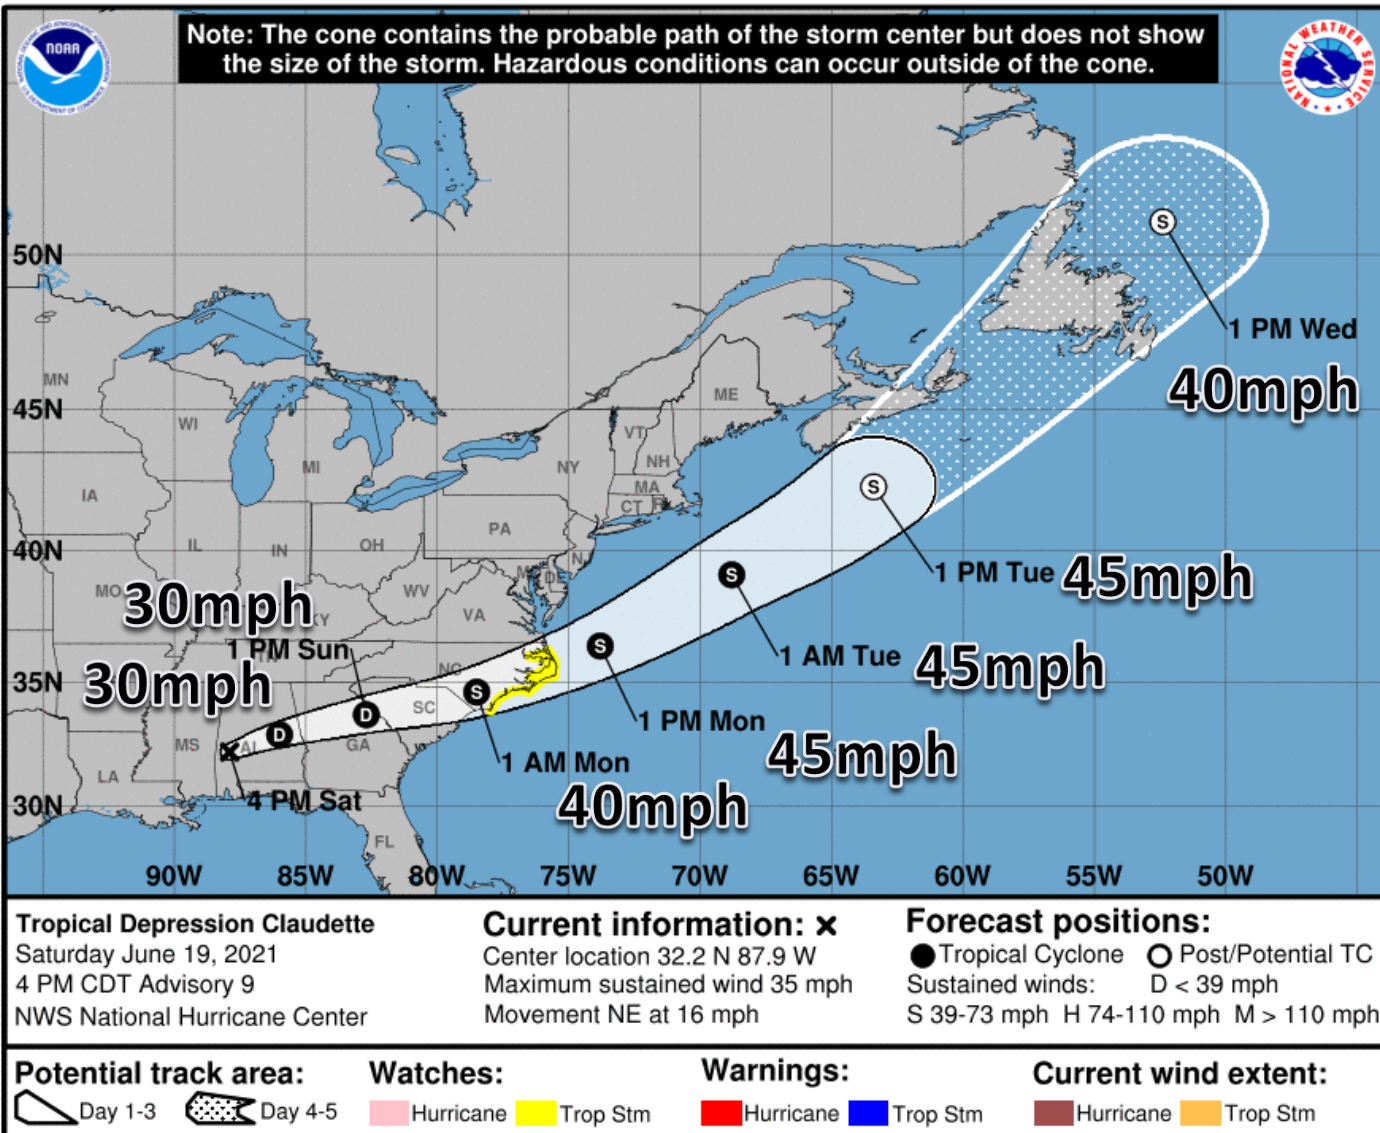 Note: The cone contains the probable path of the storm center but does not show
the size of the storm. Hazardous conditions can occur outside of the cone.
NOAA
NATIONAL WEATHER SERVICE
50N
1 PM Wed
40mph
MN
45N
ME
WI
VT
MI
NY
NH
MA
IA
CT
PA
40N
IL
IN
OH
1 PM Tue 45mph
MO
30mph
WV
DE
VA
KY
1 PM Sun
1 AM Tue 45mph
30mph
35N
NC
SC
1 PM Mon
MS
AL
GA
45mph
1 AM Mon
LA
4 PM Sat
40mph
30N
FL
90W 85W 80W 75W 70W 65W 60W 55W 50W
S
S
S
S
S
D
D
Tropical Depression Claudette
Saturday June 19, 2021
4 PM CDT Advisory 9
NWS National Hurricane Center
Current information: x
Center location 32.2 N 87.9 W
Maximum sustained wind 35 mph
Movement NE at 16 mph
Forecast positions:
Tropical Cyclone Post/Potential TC
Sustained winds: D < 39 mph
S 39-73 mph H 74-110 mph M > 110 mph
Potential track area:
Day 1-3 Day 4-5
Watches:
Hurricane Trop Stm
Warnings:
Hurricane Trop Stm
Current wind extent:
Hurricane Trop Stm